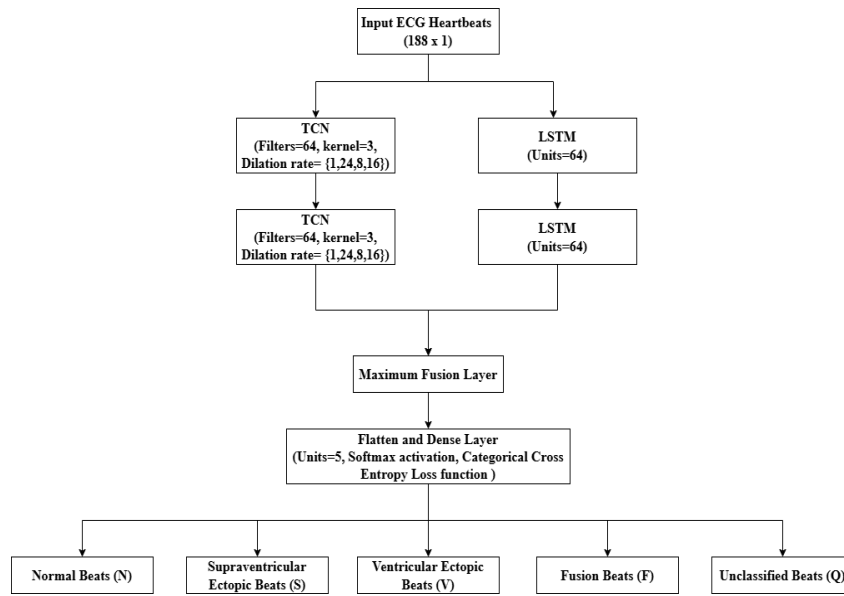 Input ECG Heartbeats
(188 x 1)
TCN
(Filters=64, kernel=3,
Dilation rate= {1,24,8,16})
LSTM
(Units=64)
TCN
(Filters=64, kernel=3,
Dilation rate= {1,24,8,16})
LSTM
(Units=64)
Maximum Fusion Layer
Flatten and Dense Layer
(Units=5, Softmax activation, Categorical Cross
Entropy Loss function )
Normal Beats (N)
Supraventricular
Ectopic Beats (S)
Ventricular Ectopic
Beats (V)
Fusion Beats (F)
Unclassified Beats (Q)